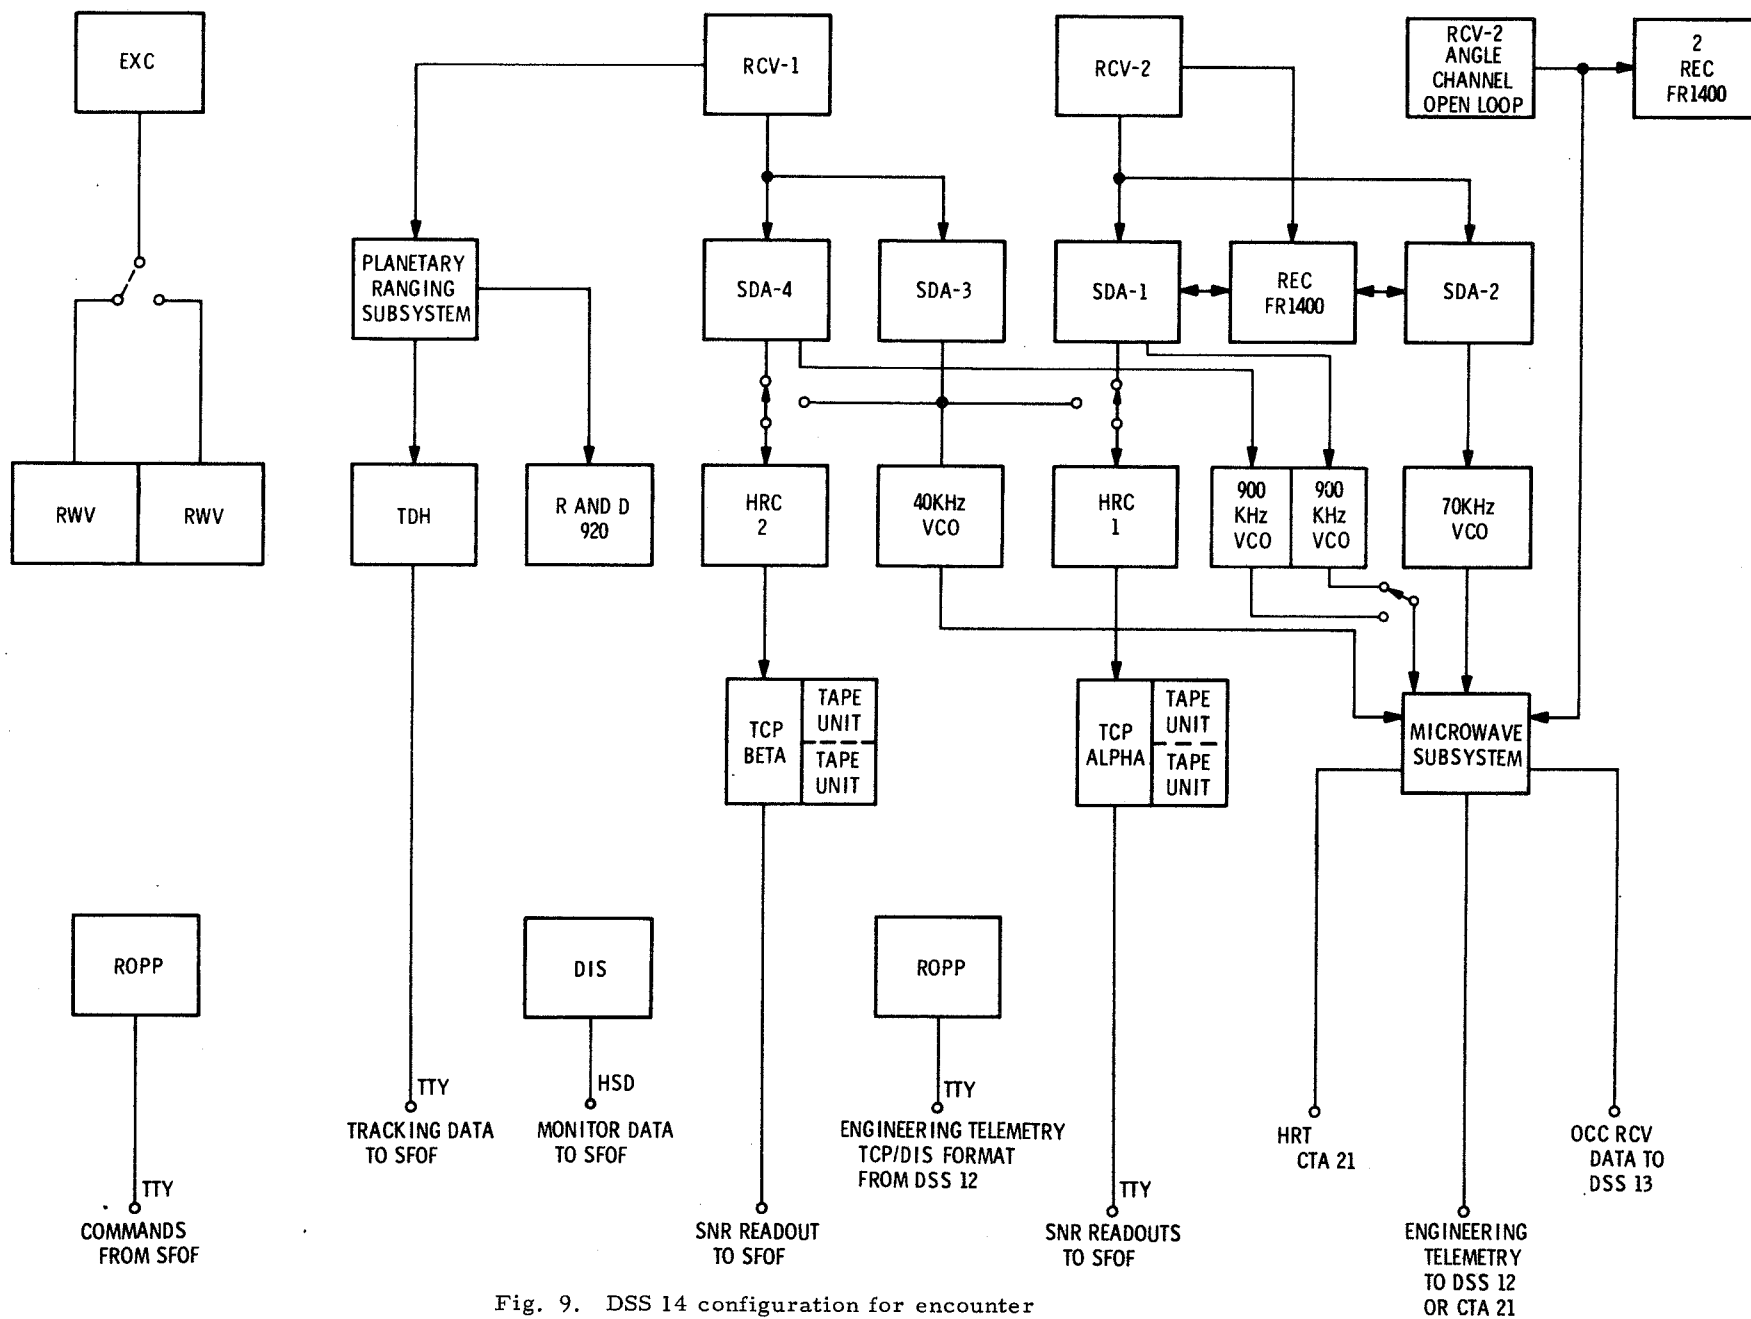 EXC
RCV-1
RCV-2
RCV-2
ANGLE
CHANNEL
OPEN LOOP
2
REC
FR1400
PLANETARY
RANGING
SUBSYSTEM
SDA-4
SDA-3
SDA-1
REC
FR1400
SDA-2
RWV
RWV
TDH
R AND D
920
HRC
2
40KHz
VCO
HRC
1
900
KHz
VCO
900
KHz
VCO
70KHz
VCO
TCP
BETA
TAPE
UNIT
TAPE
UNIT
TCP
ALPHA
TAPE
UNIT
TAPE
UNIT
MICROWAVE
SUBSYSTEM
ROPP
DIS
ROPP
TTY
TRACKING DATA
TO SFOF
HSD
MONITOR DATA
TO SFOF
TTY
ENGINEERING TELEMETRY
TCP/DIS FORMAT
FROM DSS 12
HRT
CTA 21
OCC RCV
DATA TO
DSS 13
TTY
COMMANDS
FROM SFOF
SNR READOUT
TO SFOF
TTY
SNR READOUTS
TO SFOF
ENGINEERING
TELEMETRY
TO DSS 12
OR CTA 21
Fig. 9. DSS 14 configuration for encounter